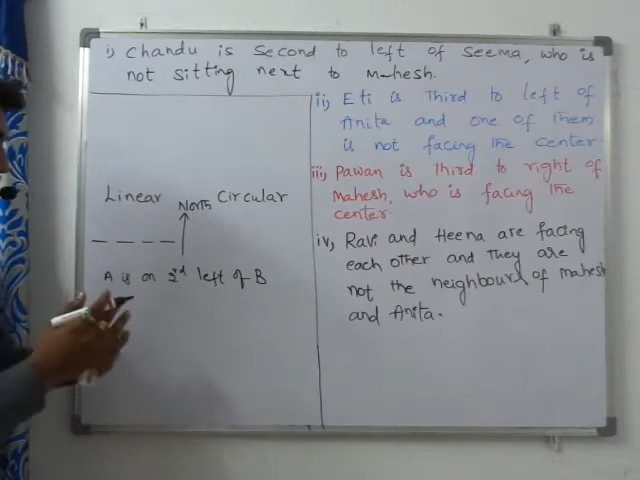 i) Chandu is second to left of Seema, who is
not sitting next to Mahesh.
ii) Eti is Third to left of
Anita and one of Them
is not facing The center
iii) Pawan is third to right of
Mahesh, who is facing The
center.
iv) Ravi and Heena are facing
each other and They are
not the neighbours of mahesh
and Anita.
Linear North Circular
A is on 2nd left of B